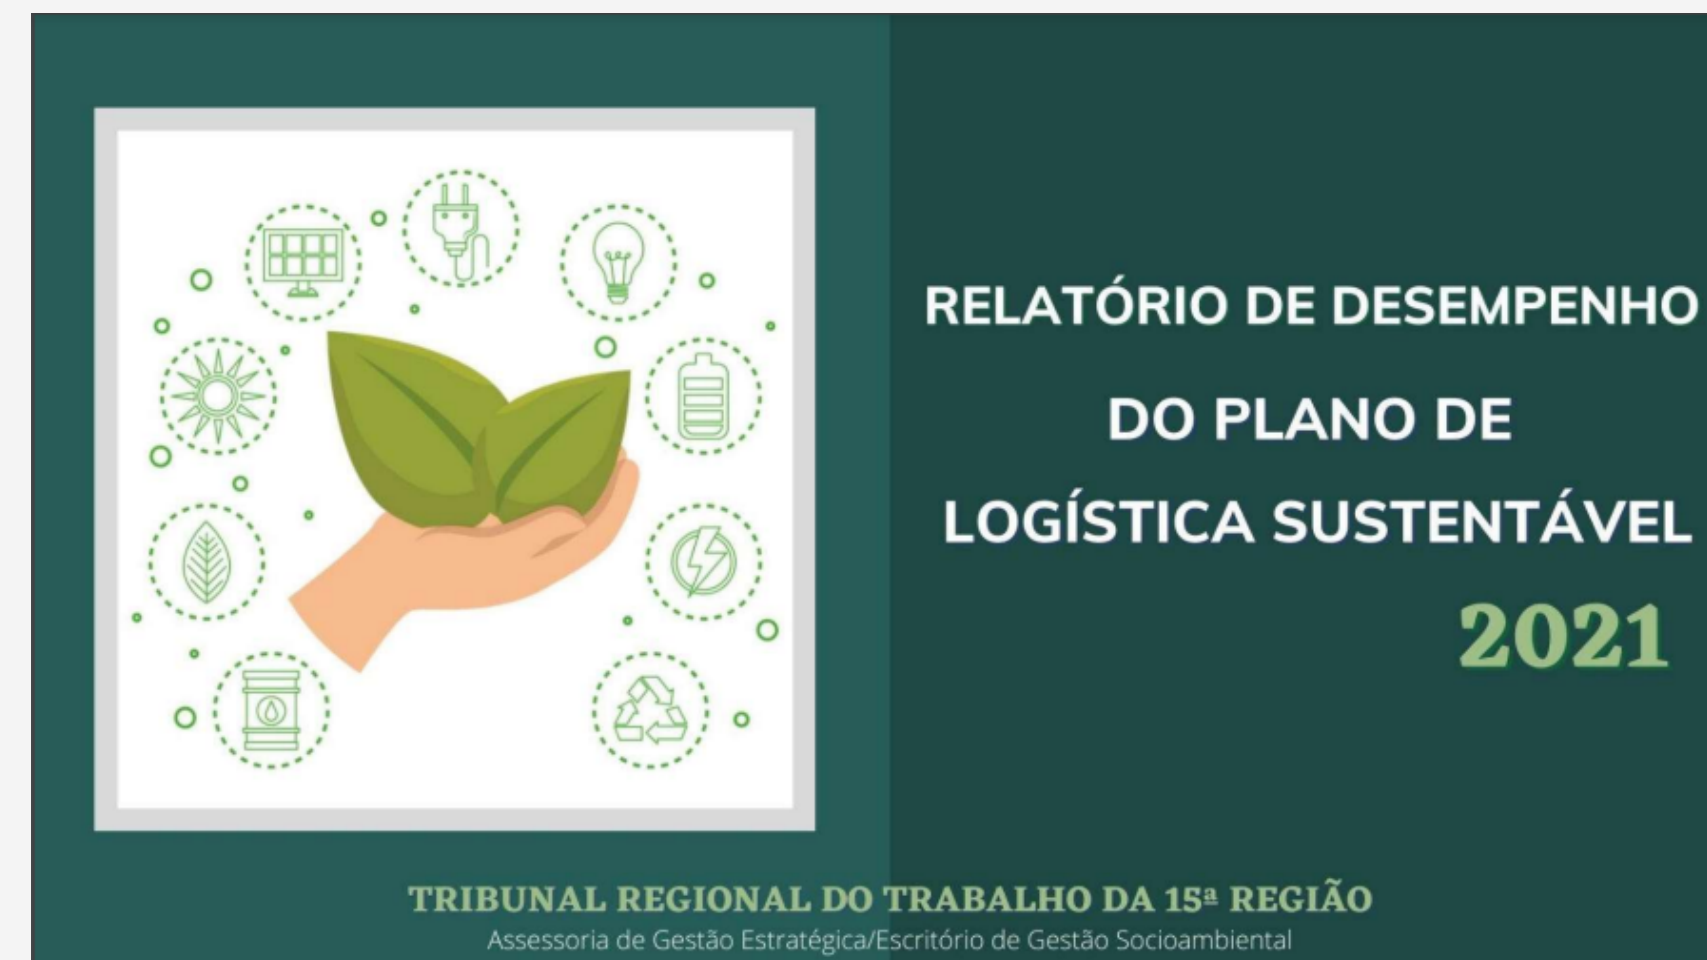 RELATÓRIO DE DESEMPENHO
DO PLANO DE
LOGÍSTICA SUSTENTÁVEL
2021
TRIBUNAL REGIONAL DO TRABALHO DA 15ª REGIÃO
Assessoria de Gestão Estratégica/Escritório de Gestão Socioambiental